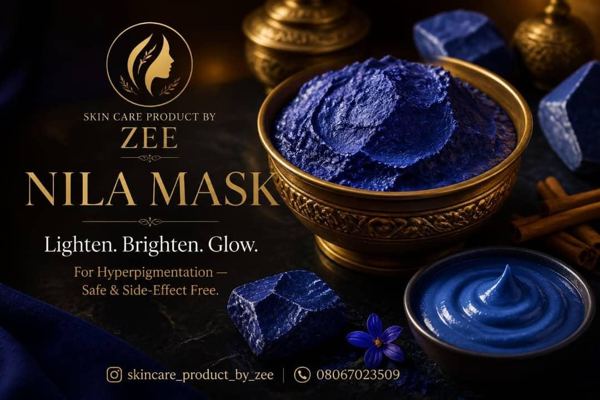 SKIN CARE PRODUCT BY
ZEE
NILA MASK
Lighten. Brighten. Glow.
For Hyperpigmentation —
Safe & Side-Effect Free.
skincare_product_by_zee | 08067023509